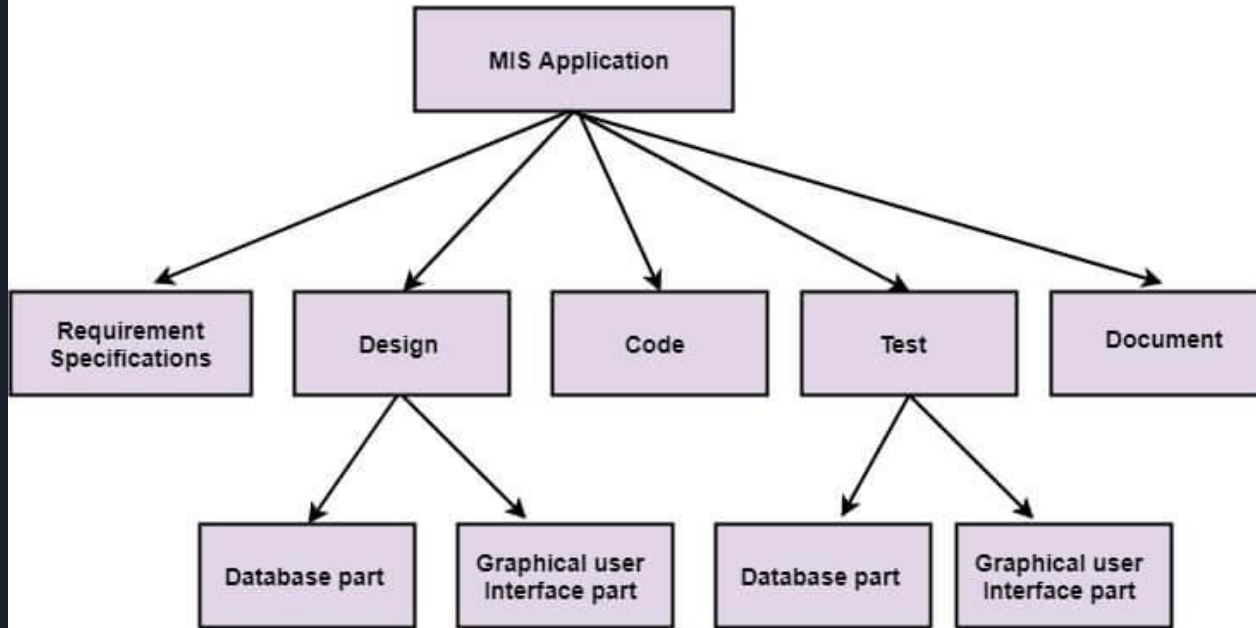 MIS Application
Requirement
Specifications
Design
Code
Test
Document
Database part
Graphical user
Interface part
Database part
Graphical user
Interface part